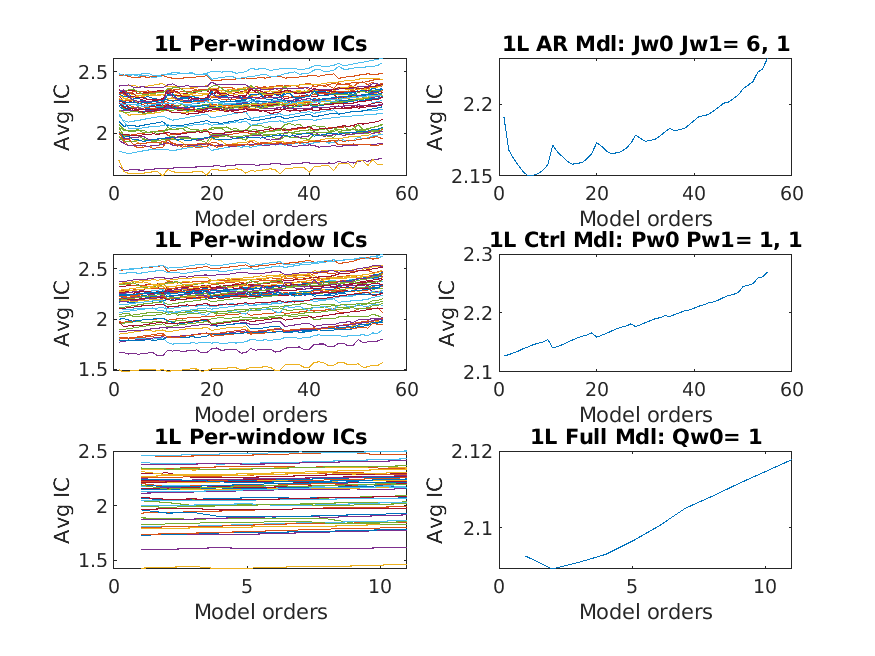 1L Per-window ICs
Avg IC
2.5
2
0
20
40
60
Model orders
1L AR Mdl: Jw0 Jw1= 6, 1
Avg IC
2.2
2.15
0
20
40
60
Model orders
1L Per-window ICs
Avg IC
2.5
2
1.5
0
20
40
60
Model orders
1L Ctrl Mdl: Pw0 Pw1= 1, 1
Avg IC
2.3
2.2
2.1
0
20
40
60
Model orders
1L Per-window ICs
Avg IC
2.5
2
1.5
0
5
10
Model orders
1L Full Mdl: Qw0= 1
Avg IC
2.12
2.1
0
5
10
Model orders